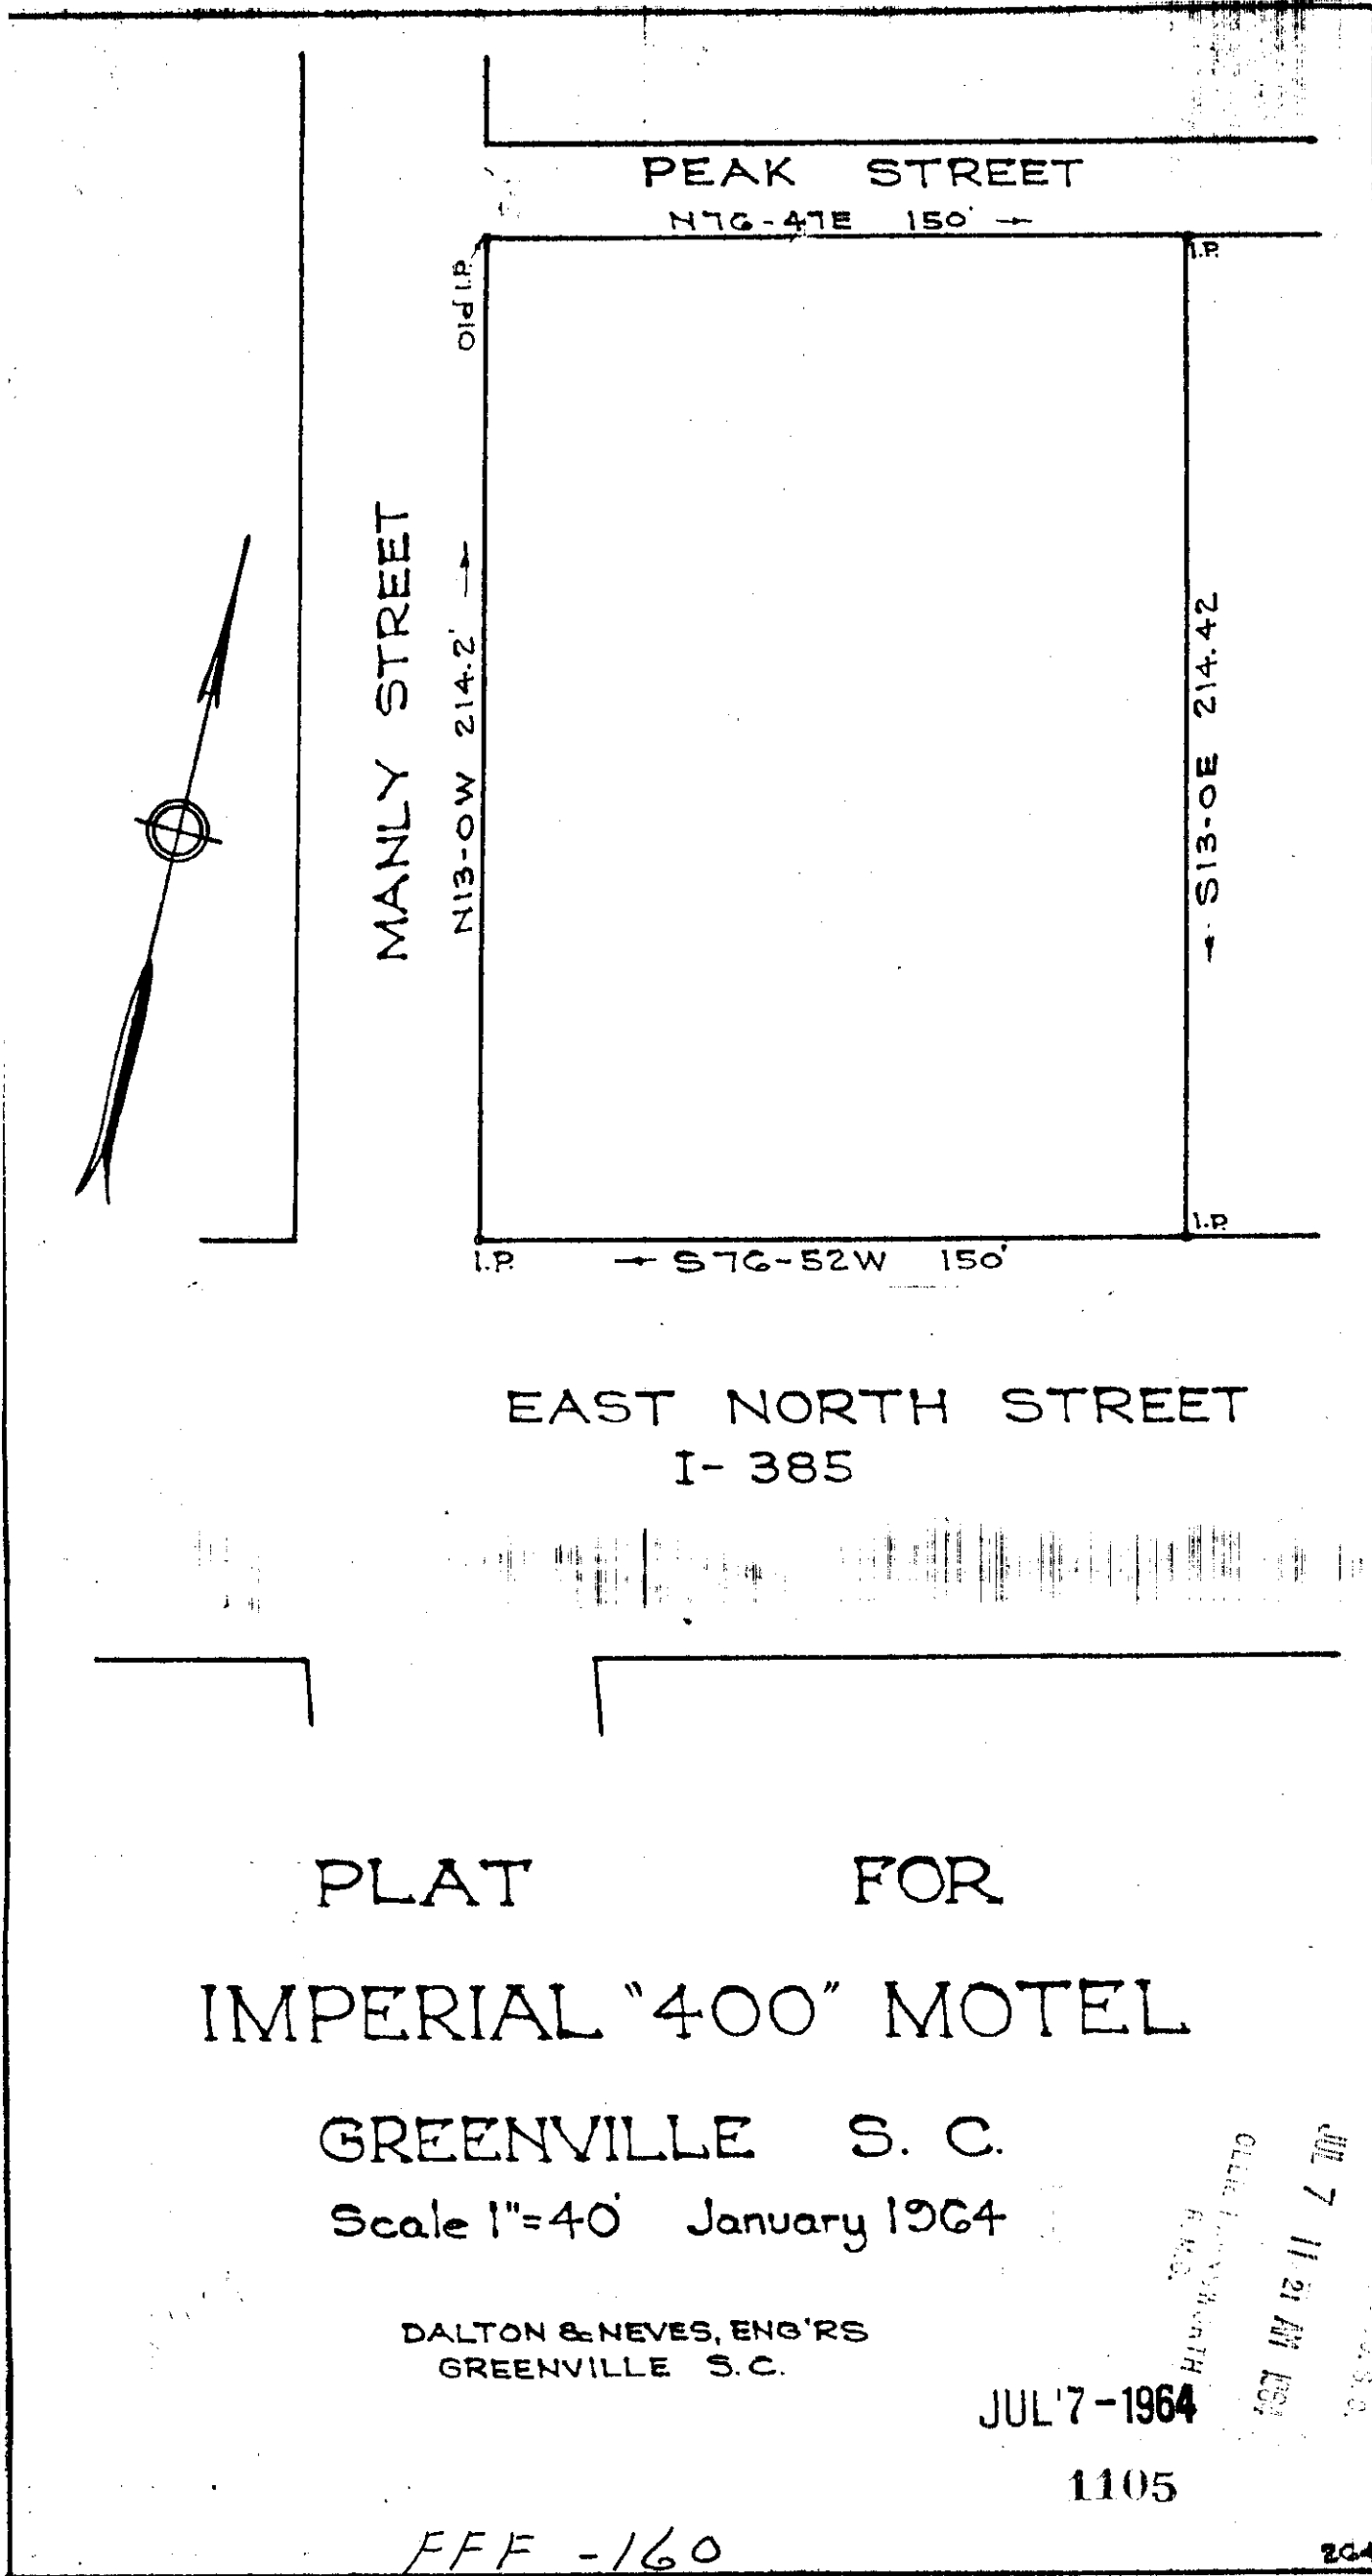 PEAK STREET
N76-47E 150' →
Old I.P.
I.P.
MANLY STREET
N13-0W 214.2' →
← S13-0E 214.42
I.P.
I.P.
← S76-52W 150'
EAST NORTH STREET
I-385
PLAT FOR
IMPERIAL "400" MOTEL
GREENVILLE S. C.
Scale 1"=40' January 1964
DALTON & NEVES, ENG'RS
GREENVILLE S. C.
JUL 7 11 21 AM
R.M.C.
JUL 7-1964
1105
FFF - 160